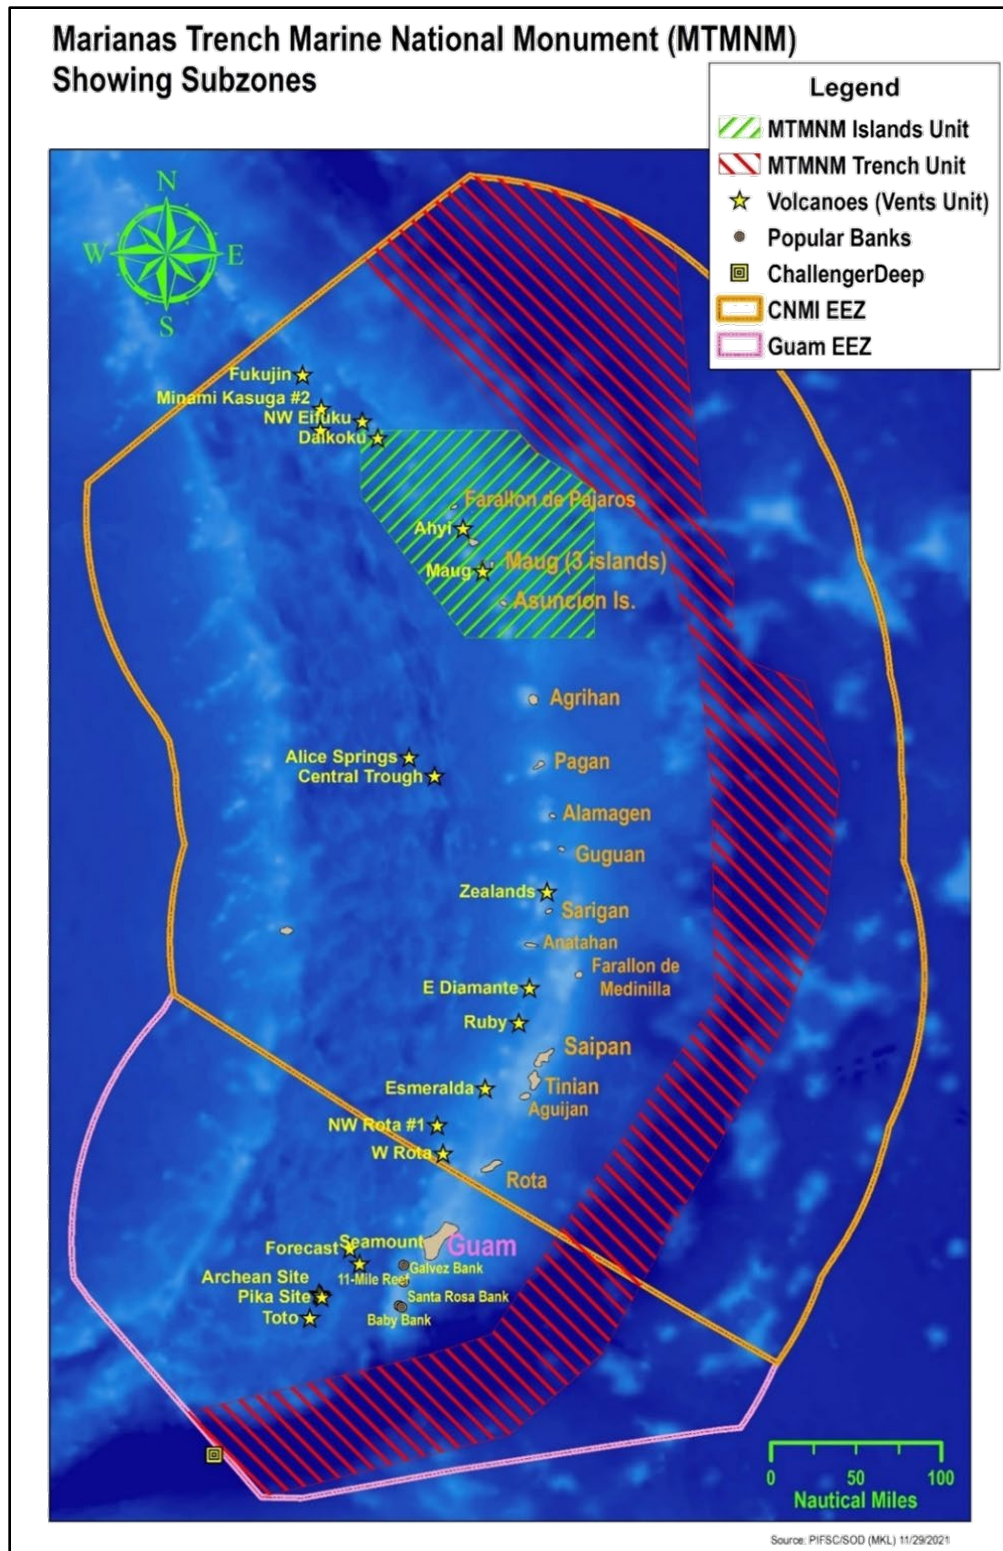 Marianas Trench Marine National Monument (MTMNM)
Showing Subzones
Legend
MTMNM Islands Unit
MTMNM Trench Unit
Volcanoes (Vents Unit)
Popular Banks
ChallengerDeep
CNMI EEZ
Guam EEZ
N
W
E
S
Fukujin
Minami Kasuga #2
NW Eifuku
Daikoku
Farallon de Pajaros
Ahyi
Maug
Maug (3 islands)
Asuncion Is.
Agrihan
Alice Springs
Central Trough
Pagan
Alamagen
Guguan
Zealands
Sarigan
Anatahan
Farallon de
Medinilla
E Diamante
Ruby
Saipan
Esmeralda
Tinian
Aguijan
NW Rota #1
W Rota
Rota
Seamount
Forecast
Guam
Galvez Bank
11-Mile Reef
Archean Site
Pika Site
Santa Rosa Bank
Toto
Baby Bank
0 50 100
Nautical Miles
Source: PIFSC/SOD (MKL) 11/29/2021